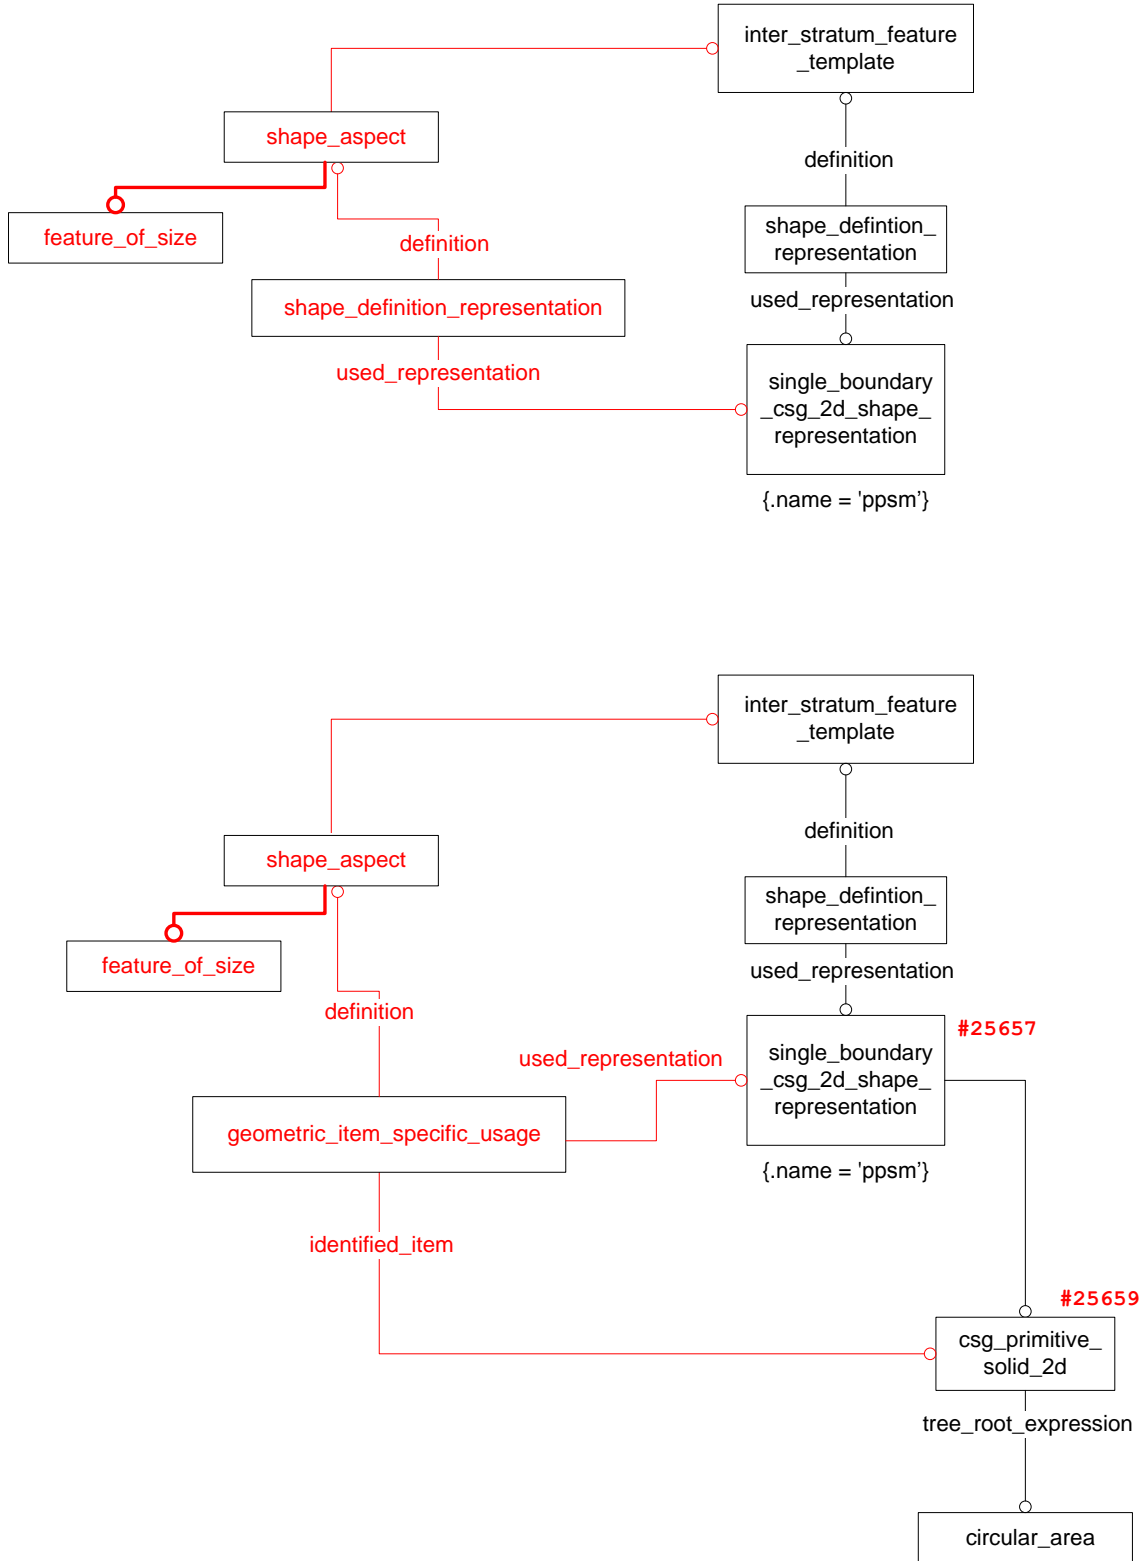 inter_stratum_feature
_template
shape_aspect
definition
feature_of_size
shape_defintion_
representation
definition
shape_definition_representation
used_representation
used_representation
single_boundary
_csg_2d_shape_
representation
{.name = 'ppsm’}
inter_stratum_feature
_template
definition
shape_aspect
shape_defintion_
representation
feature_of_size
used_representation
definition
#25657
used_representation
single_boundary
_csg_2d_shape_
representation
geometric_item_specific_usage
{.name = 'ppsm’}
identified_item
#25659
csg_primitive_
solid_2d
tree_root_expression
circular_area